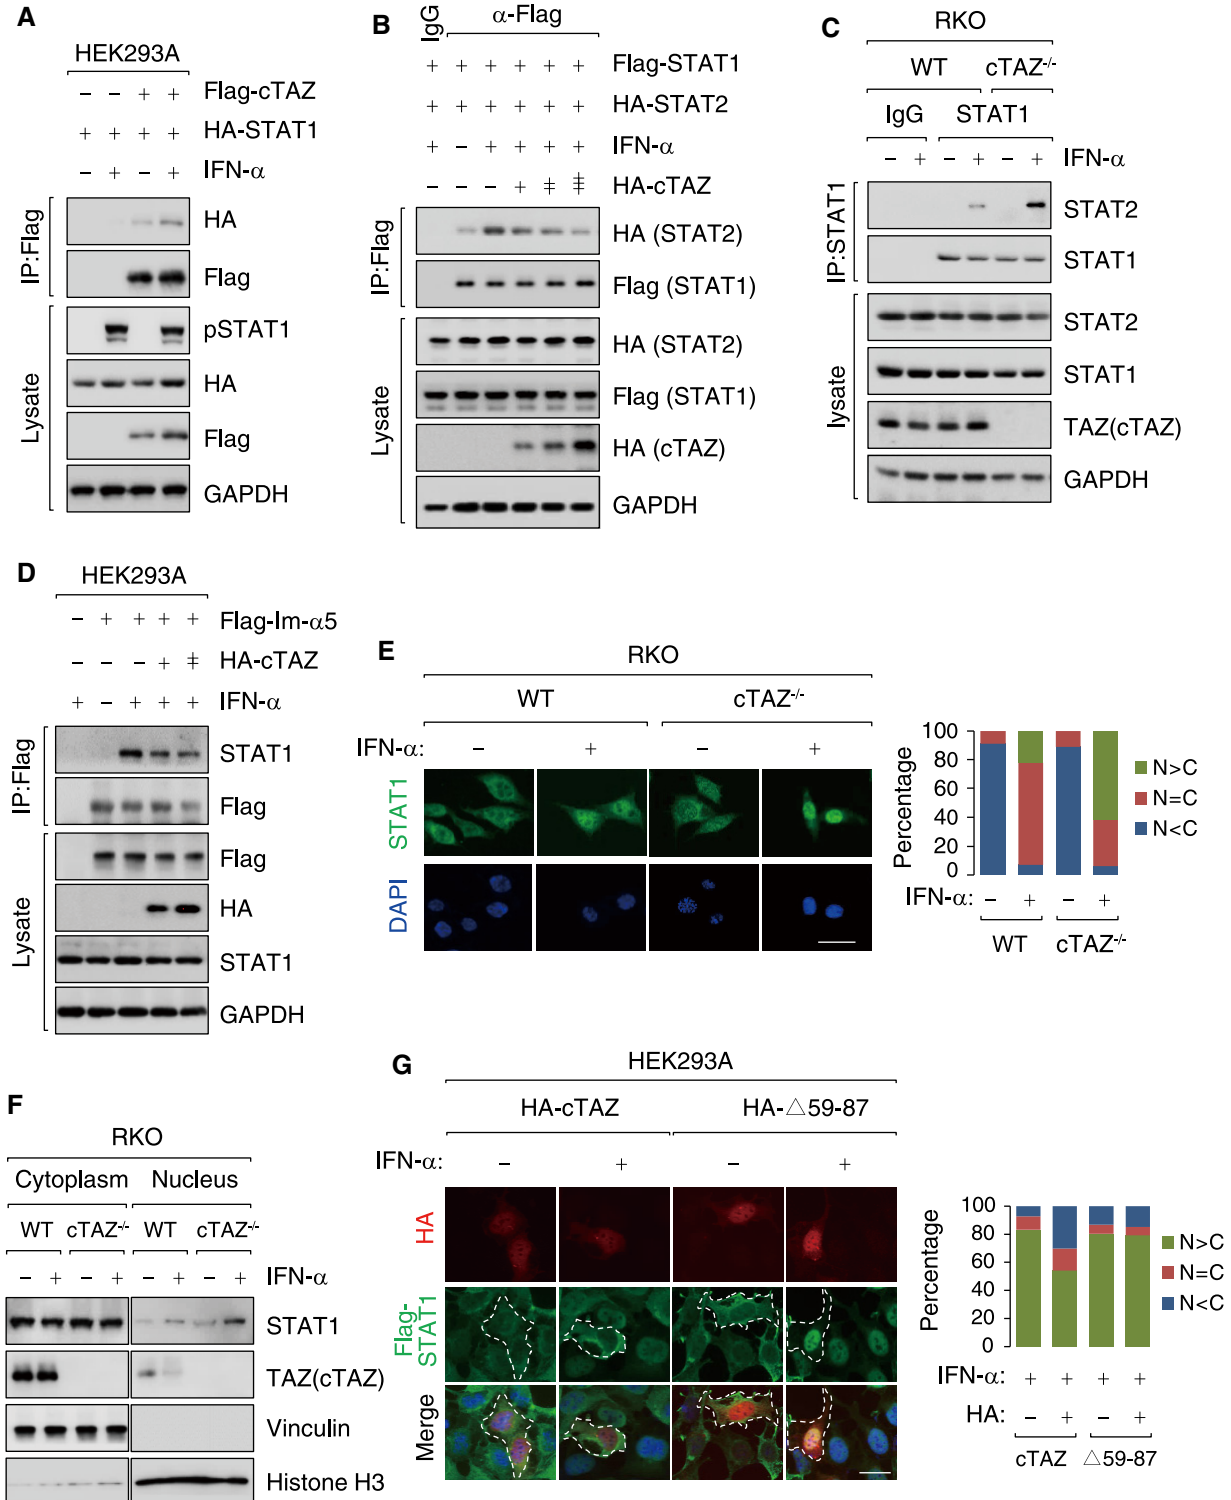 A
HEK293A
– – + + Flag-cTAZ
+ + + + HA-STAT1
– + – + IFN-α
IP:Flag
HA
Flag
Lysate
pSTAT1
HA
Flag
GAPDH
B
IgG α-Flag
+ + + + + + Flag-STAT1
+ + + + + + HA-STAT2
+ – + + + + IFN-α
– – – + ‡ ‡ HA-cTAZ
IP:Flag
HA (STAT2)
Flag (STAT1)
Lysate
HA (STAT2)
Flag (STAT1)
HA (cTAZ)
GAPDH
C
RKO
WT cTAZ-/-
IgG STAT1
– + – + – + IFN-α
IP:STAT1
STAT2
STAT1
lysate
STAT2
STAT1
TAZ(cTAZ)
GAPDH
D
HEK293A
– + + + + Flag-Im-α5
– – – + ‡ HA-cTAZ
+ – + + + IFN-α
IP:Flag
STAT1
Flag
Lysate
Flag
HA
STAT1
GAPDH
E
RKO
WT cTAZ-/-
IFN-α: – + – +
STAT1
DAPI
Percentage
100
80
60
40
20
0
N>C
N=C
N<C
IFN-α: – + – +
WT cTAZ-/-
F
RKO
Cytoplasm Nucleus
WT cTAZ-/- WT cTAZ-/-
– + – + – + – + IFN-α
STAT1
TAZ(cTAZ)
Vinculin
Histone H3
G
HEK293A
HA-cTAZ HA-△59-87
IFN-α: – + – +
HA
Flag-
STAT1
Merge
Percentage
100
80
60
40
20
0
N>C
N=C
N<C
IFN-α: + + + +
HA: – + – +
cTAZ △59-87